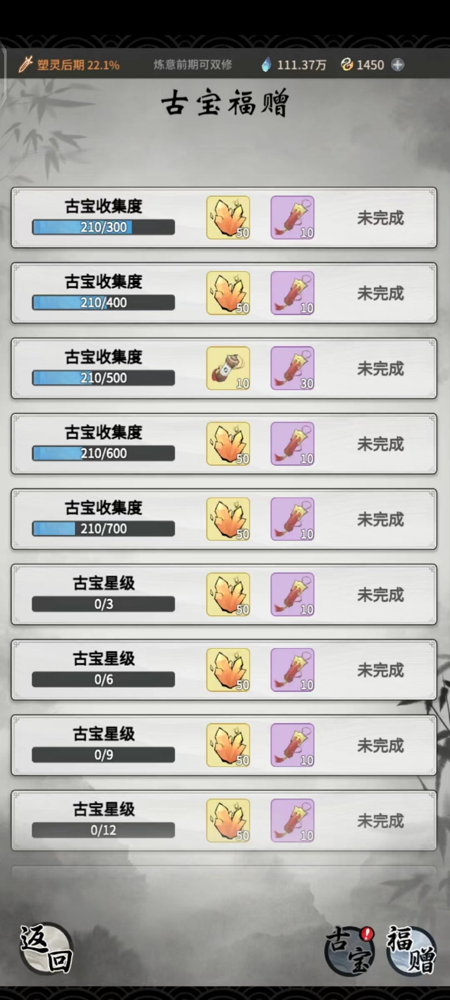 塑灵后期 22.1% 炼意前期可双修 111.37万 1450
古宝福赠
古宝收集度
210/300 50 10 未完成
古宝收集度
210/400 50 10 未完成
古宝收集度
210/500 10 30 未完成
古宝收集度
210/600 50 10 未完成
古宝收集度
210/700 50 10 未完成
古宝星级
0/3 50 10 未完成
古宝星级
0/6 50 10 未完成
古宝星级
0/9 50 10 未完成
古宝星级
0/12 50 10 未完成
返回 古宝 福赠